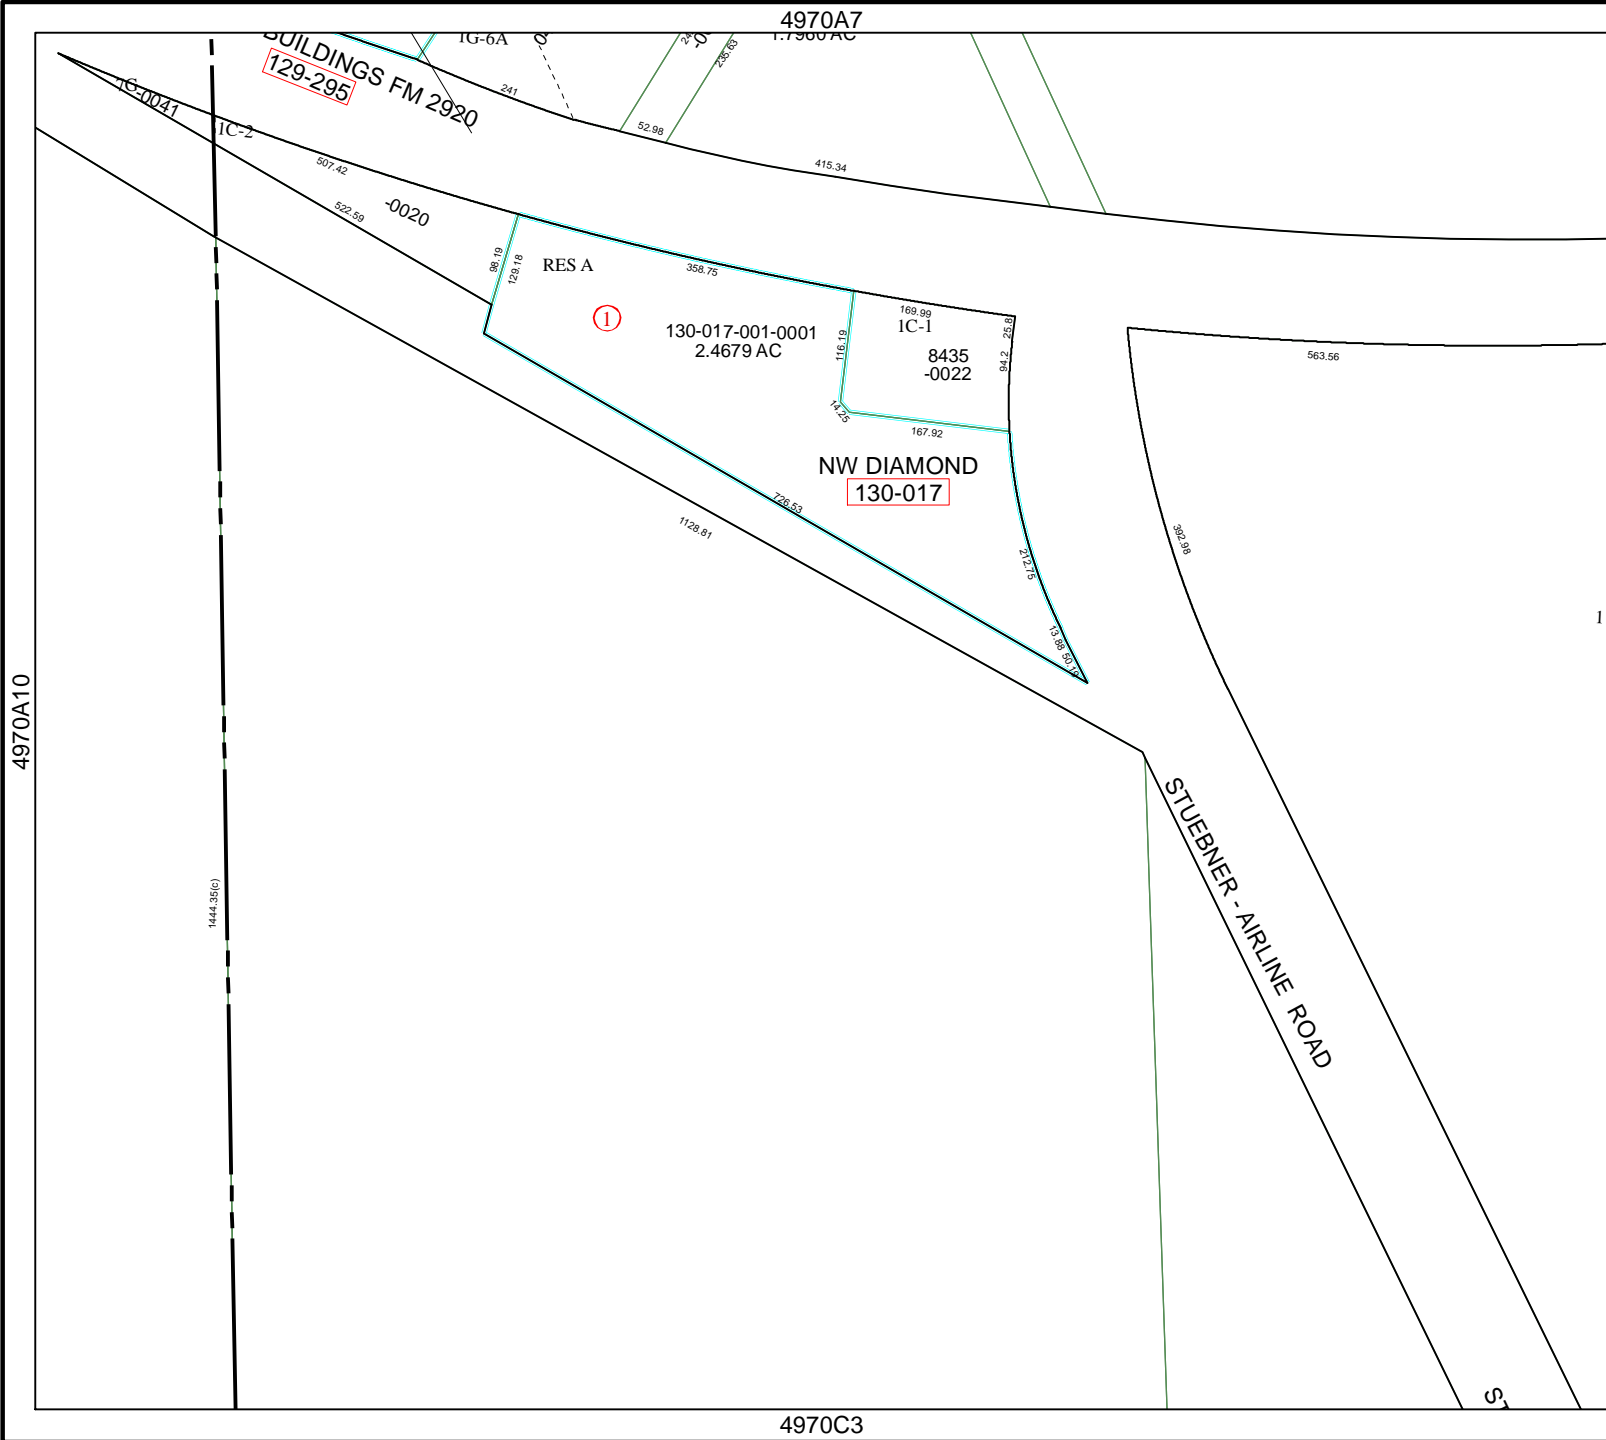 4970A7
BUILDINGS FM 2920
129-295
1G-6A
235.63
1.7960 AC
241
52.98
415.34
-0041
1C-2
507.42
522.59
-0020
98.19
129.18
RES A
358.75
1
130-017-001-0001
2.4679 AC
116.19
169.99
1C-1
25.8
94.2
8435
-0022
14.25
167.92
563.56
NW DIAMOND
130-017
726.53
1128.81
212.75
392.98
13.88
50.19
1
4970A10
STUEBNER - AIRLINE ROAD
1444.35(c)
4970C3